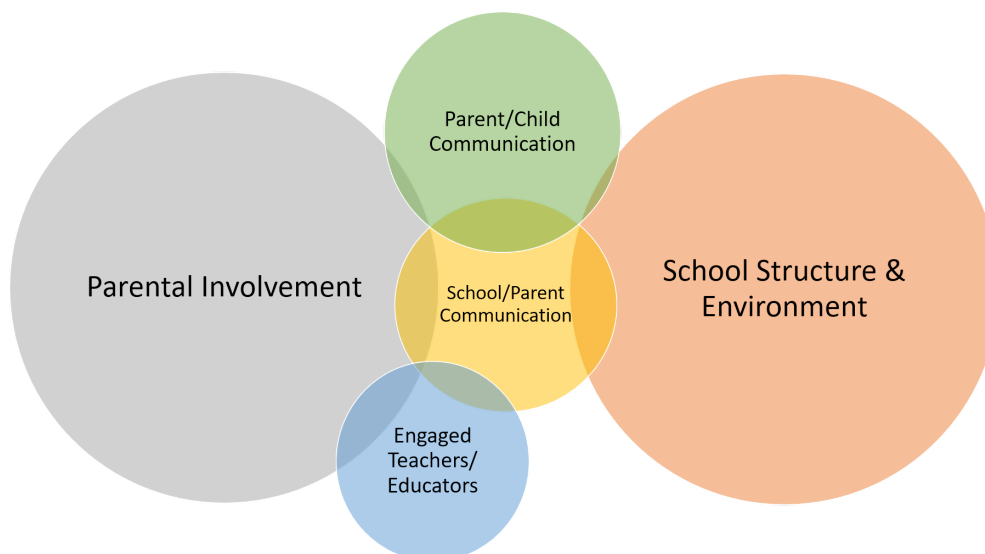 Parent/Child
Communication
Parental Involvement
School/Parent
Communication
School Structure &
Environment
Engaged
Teachers/
Educators